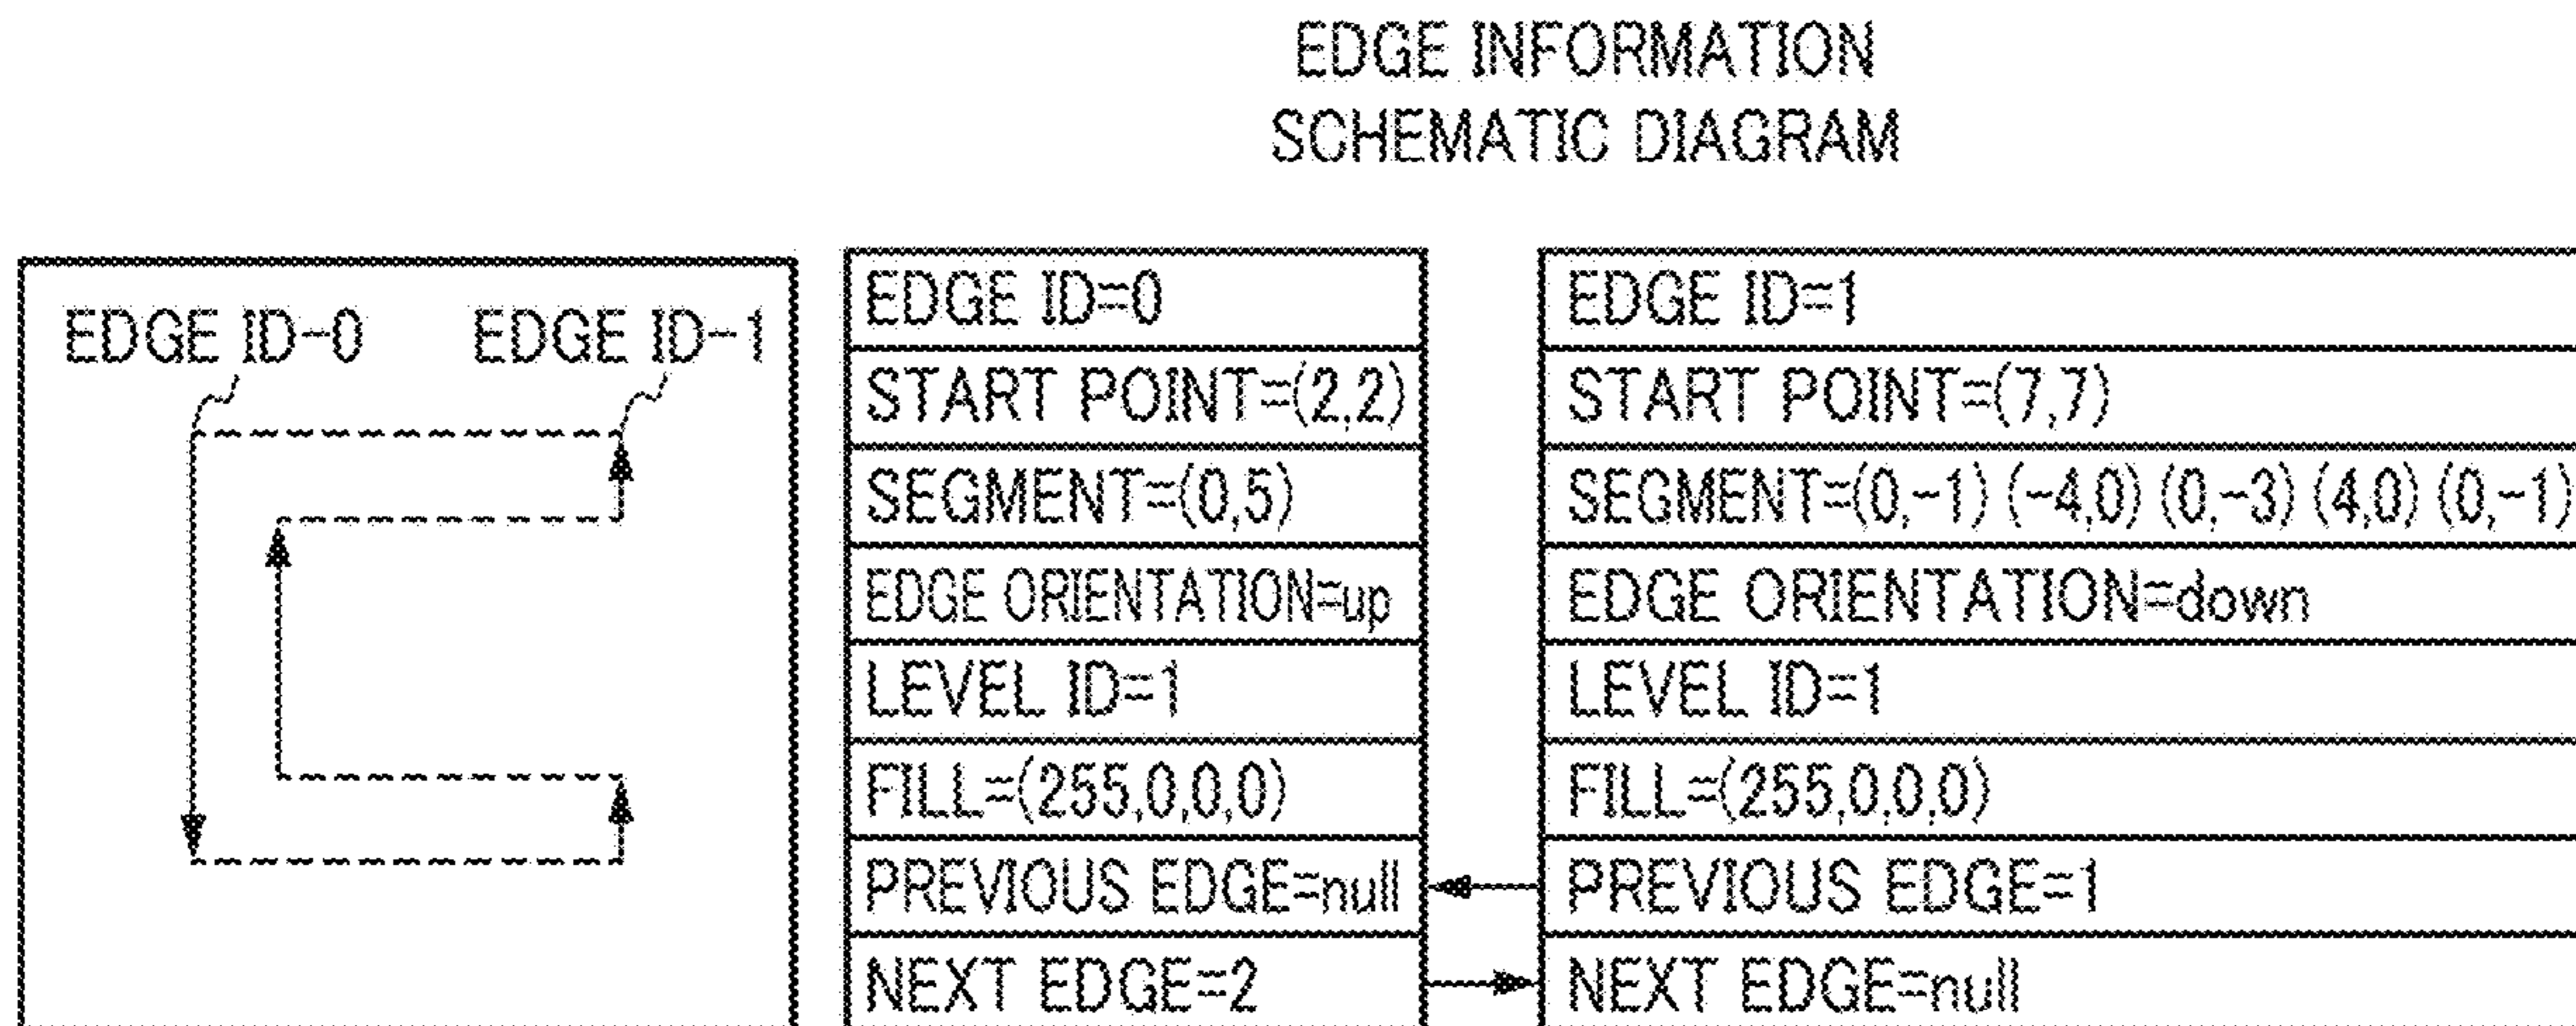 EDGE INFORMATION
SCHEMATIC DIAGRAM
EDGE ID-0
EDGE ID-1
EDGE ID=0
START POINT=(2,2)
SEGMENT=(0,5)
EDGE ORIENTATION=up
LEVEL ID=1
FILL=(255,0,0,0)
PREVIOUS EDGE=null
NEXT EDGE=2
EDGE ID=1
START POINT=(7,7)
SEGMENT=(0,-1) (-4,0) (0,-3) (4,0) (0,-1)
EDGE ORIENTATION=down
LEVEL ID=1
FILL=(255,0,0,0)
PREVIOUS EDGE=1
NEXT EDGE=null